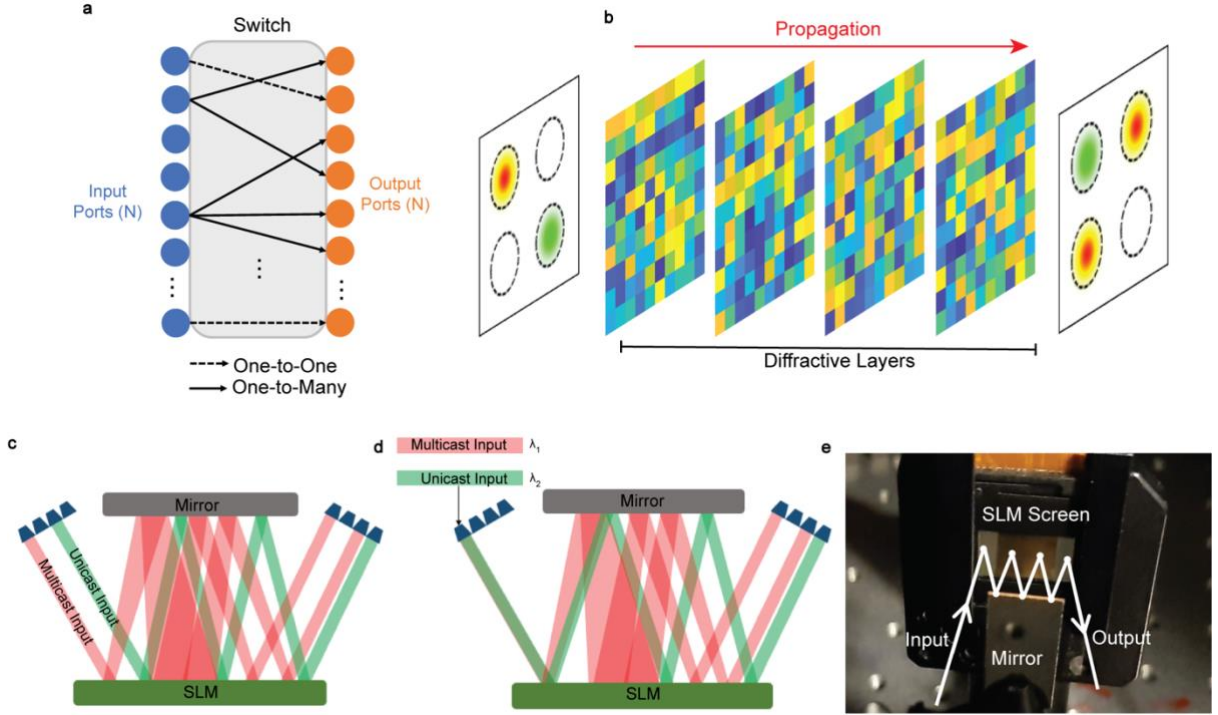 a
Switch
Input
Ports (N)
Output
Ports (N)
One-to-One
One-to-Many
b
Propagation
Diffractive Layers
c
Mirror
Multicast Input
Unicast Input
SLM
d
Multicast Input λ₁
Unicast Input λ₂
Mirror
SLM
e
SLM Screen
Input
Mirror
Output